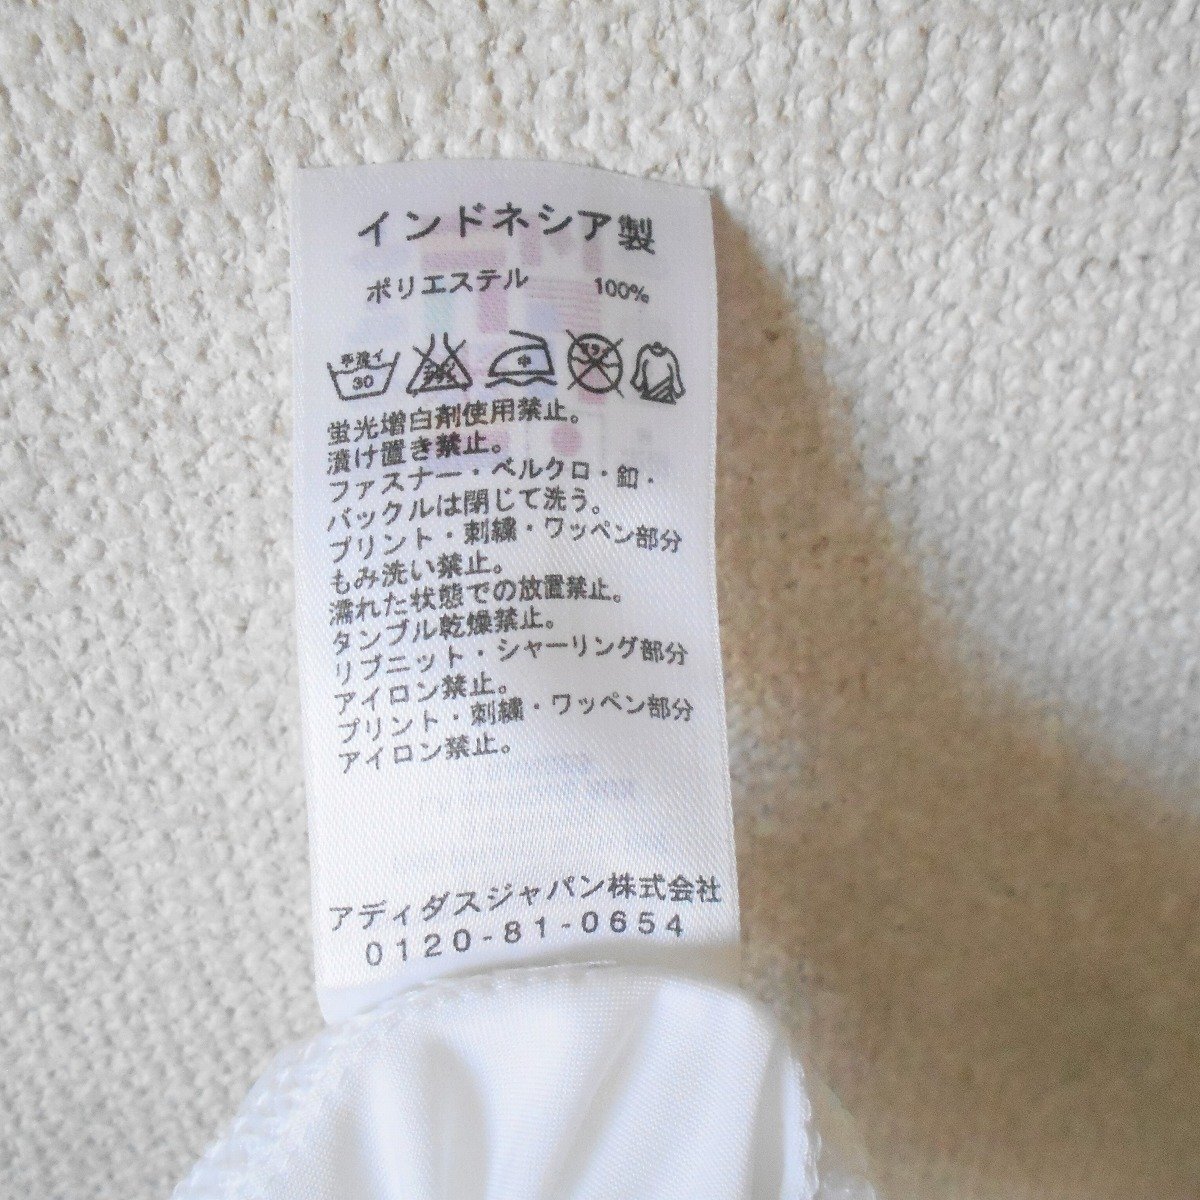 インドネシア製
ポリエステル 100%
手洗イ
30
中
蛍光増白剤使用禁止。
漬け置き禁止。
ファスナー・ベルクロ・釦・
バックルは閉じて洗う。
プリント・刺繍・ワッペン部分
もみ洗い禁止。
濡れた状態での放置禁止。
タンブル乾燥禁止。
リブニット・シャーリング部分
アイロン禁止。
プリント・刺繍・ワッペン部分
アイロン禁止。
アディダスジャパン株式会社
0120-81-0654